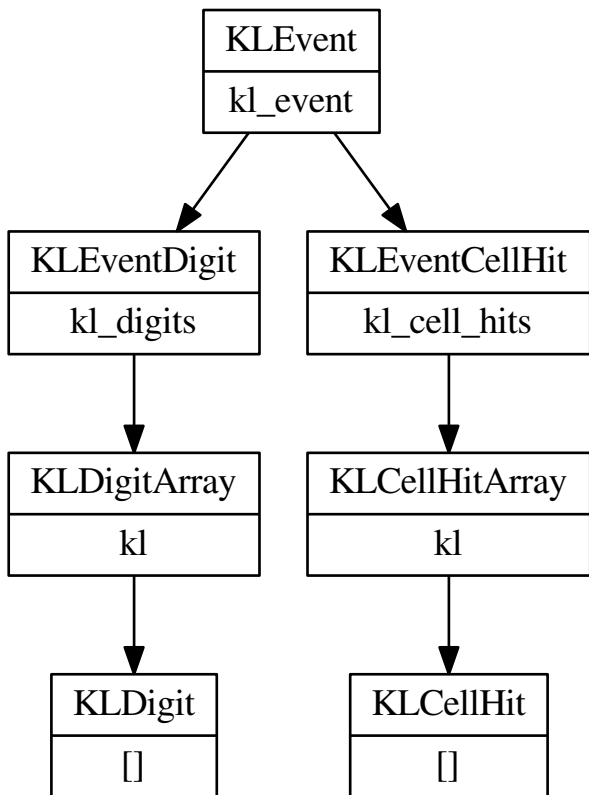 KLEvent
kl_event
KLEventDigit
kl_digits
KLEventCellHit
kl_cell_hits
KLDigitArray
kl
KLCellHitArray
kl
KLDigit
[]
KLCellHit
[]